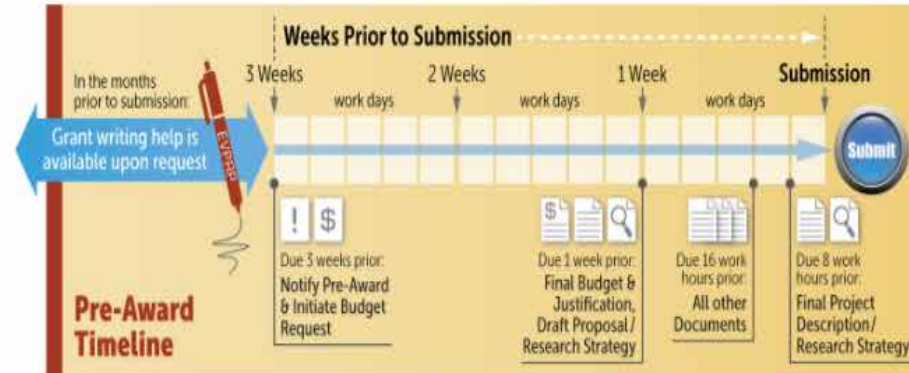 Weeks Prior to Submission
In the months
prior to submission:
Grant writing help is
available upon request
EVPRP
3 Weeks
2 Weeks
1 Week
Submission
work days
work days
work days
Submit
Due 3 weeks prior:
Notify Pre-Award
& Initiate Budget
Request
Due 1 week prior:
Final Budget &
Justification,
Draft Proposal/
Research Strategy
Due 16 work
hours prior:
All other
Documents
Due 8 work
hours prior:
Final Project
Description/
Research Strategy
Pre-Award
Timeline